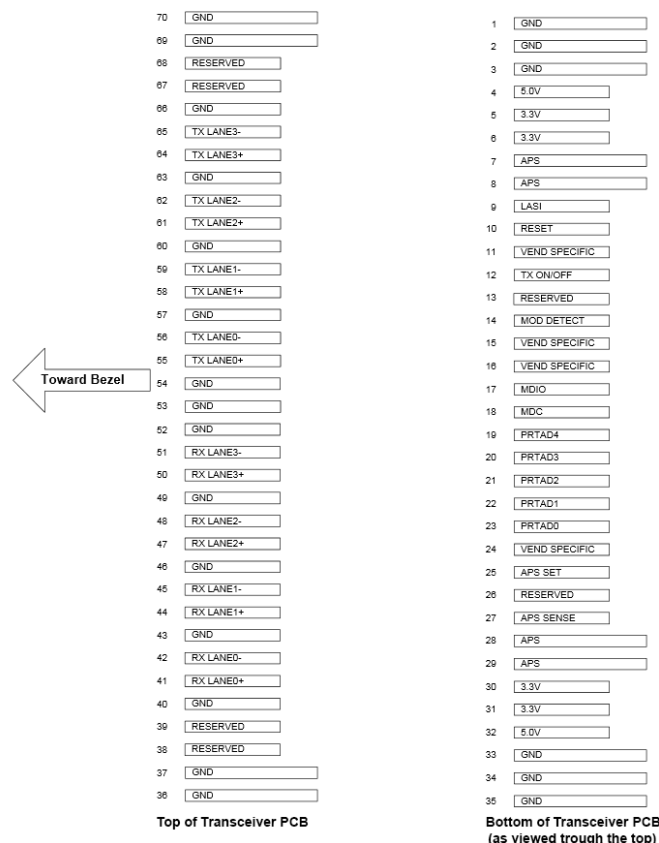 70 GND
69 GND
68 RESERVED
67 RESERVED
66 GND
65 TX LANE3-
64 TX LANE3+
63 GND
62 TX LANE2-
61 TX LANE2+
60 GND
59 TX LANE1-
58 TX LANE1+
57 GND
56 TX LANE0-
55 TX LANE0+
54 GND
53 GND
52 GND
51 RX LANE3-
50 RX LANE3+
49 GND
48 RX LANE2-
47 RX LANE2+
46 GND
45 RX LANE1-
44 RX LANE1+
43 GND
42 RX LANE0-
41 RX LANE0+
40 GND
39 RESERVED
38 RESERVED
37 GND
36 GND
Top of Transceiver PCB
Toward Bezel
1 GND
2 GND
3 GND
4 5.0V
5 3.3V
6 3.3V
7 APS
8 APS
9 LASI
10 RESET
11 VEND SPECIFIC
12 TX ON/OFF
13 RESERVED
14 MOD DETECT
15 VEND SPECIFIC
16 VEND SPECIFIC
17 MDIO
18 MDC
19 PRTAD4
20 PRTAD3
21 PRTAD2
22 PRTAD1
23 PRTAD0
24 VEND SPECIFIC
25 APS SET
26 RESERVED
27 APS SENSE
28 APS
29 APS
30 3.3V
31 3.3V
32 5.0V
33 GND
34 GND
35 GND
Bottom of Transceiver PCB
(as viewed trough the top)